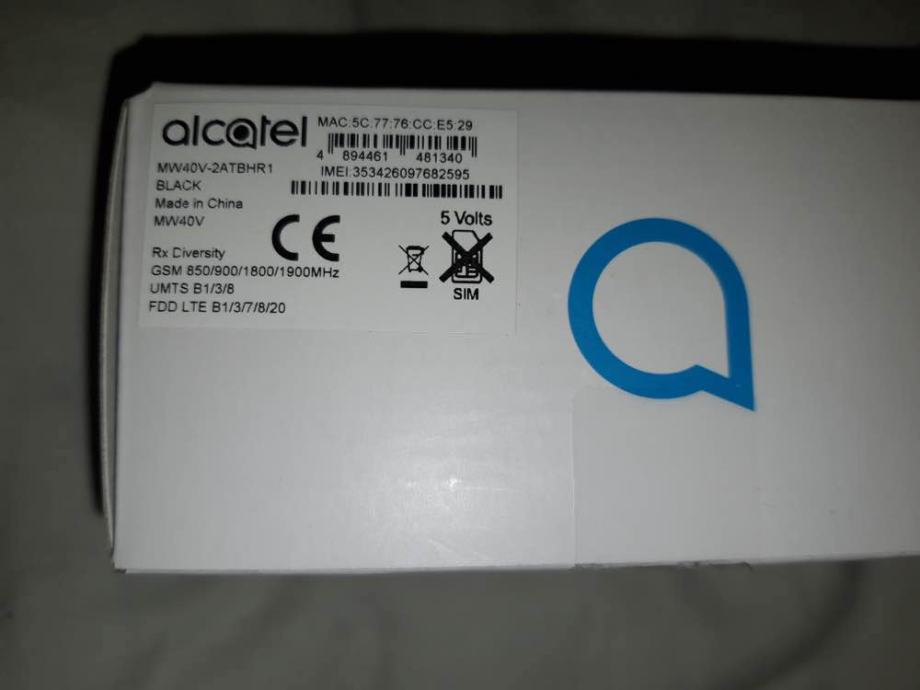 alcatel
MAC:5C:77:76:CC:E5:29
4 894461 481340
MW40V-2ATBHR1
IMEI:353426097682595
BLACK
Made in China
MW40V
CE
5 Volts
Rx Diversity
GSM 850/900/1800/1900MHz
SIM
UMTS B1/3/8
FDD LTE B1/3/7/8/20